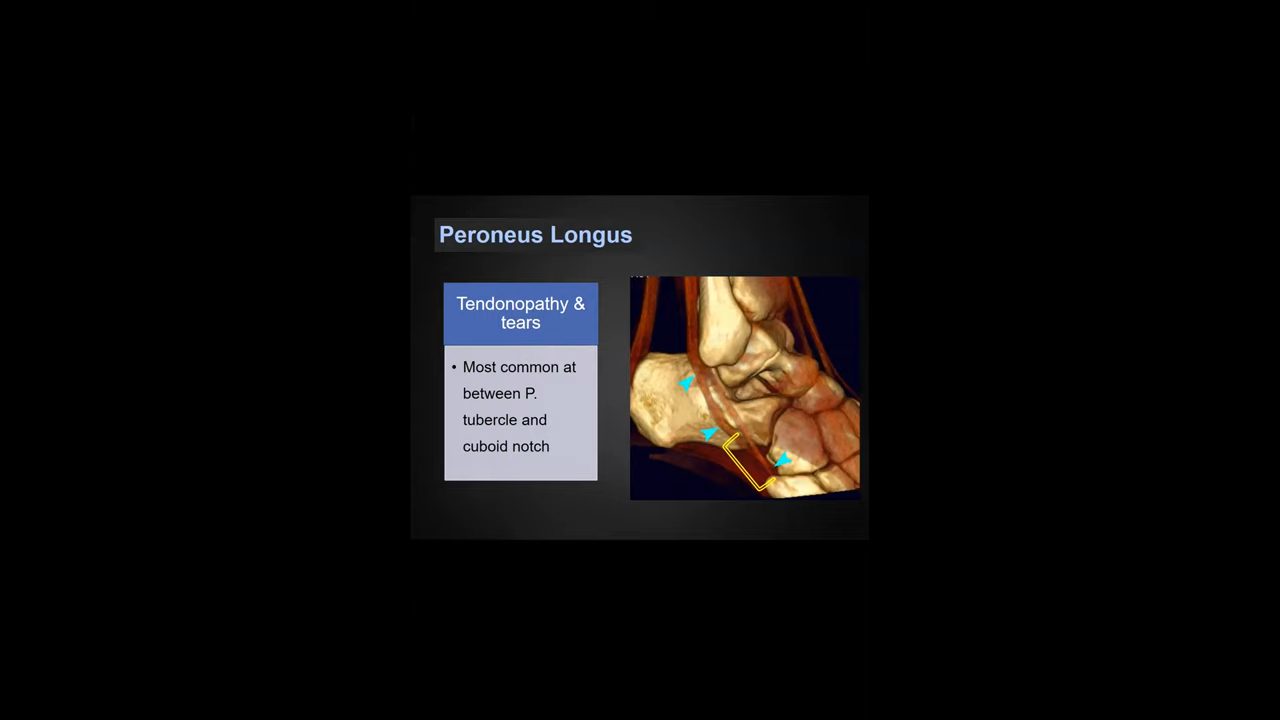 Peroneus Longus
Tendonopathy &
tears
• Most common at
between P.
tubercle and
cuboid notch